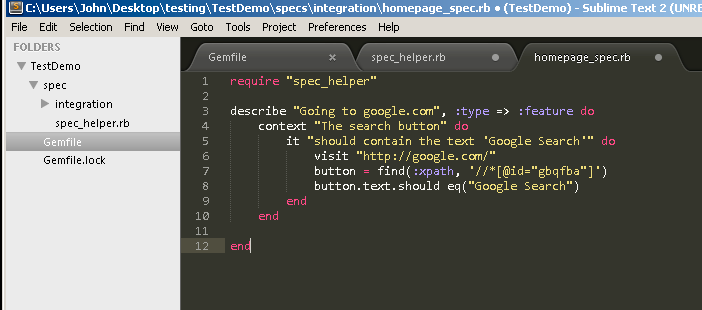 C:\Users\John\Desktop\testing\TestDemo\specs\integration\homepage_spec.rb • (TestDemo) - Sublime Text 2 (UNRE
File Edit Selection Find View Goto Tools Project Preferences Help
FOLDERS
TestDemo
spec
integration
spec_helper.rb
Gemfile
Gemfile.lock
Gemfile × spec_helper.rb homepage_spec.rb
1 require "spec_helper"
2
3 describe "Going to google.com", :type => :feature do
4 context "The search button" do
5 it "should contain the text 'Google Search'" do
6 visit "http://google.com/"
7 button = find(:xpath, '//*[@id="gbqfba"]')
8 button.text.should eq("Google Search")
9 end
10 end
11
12 end